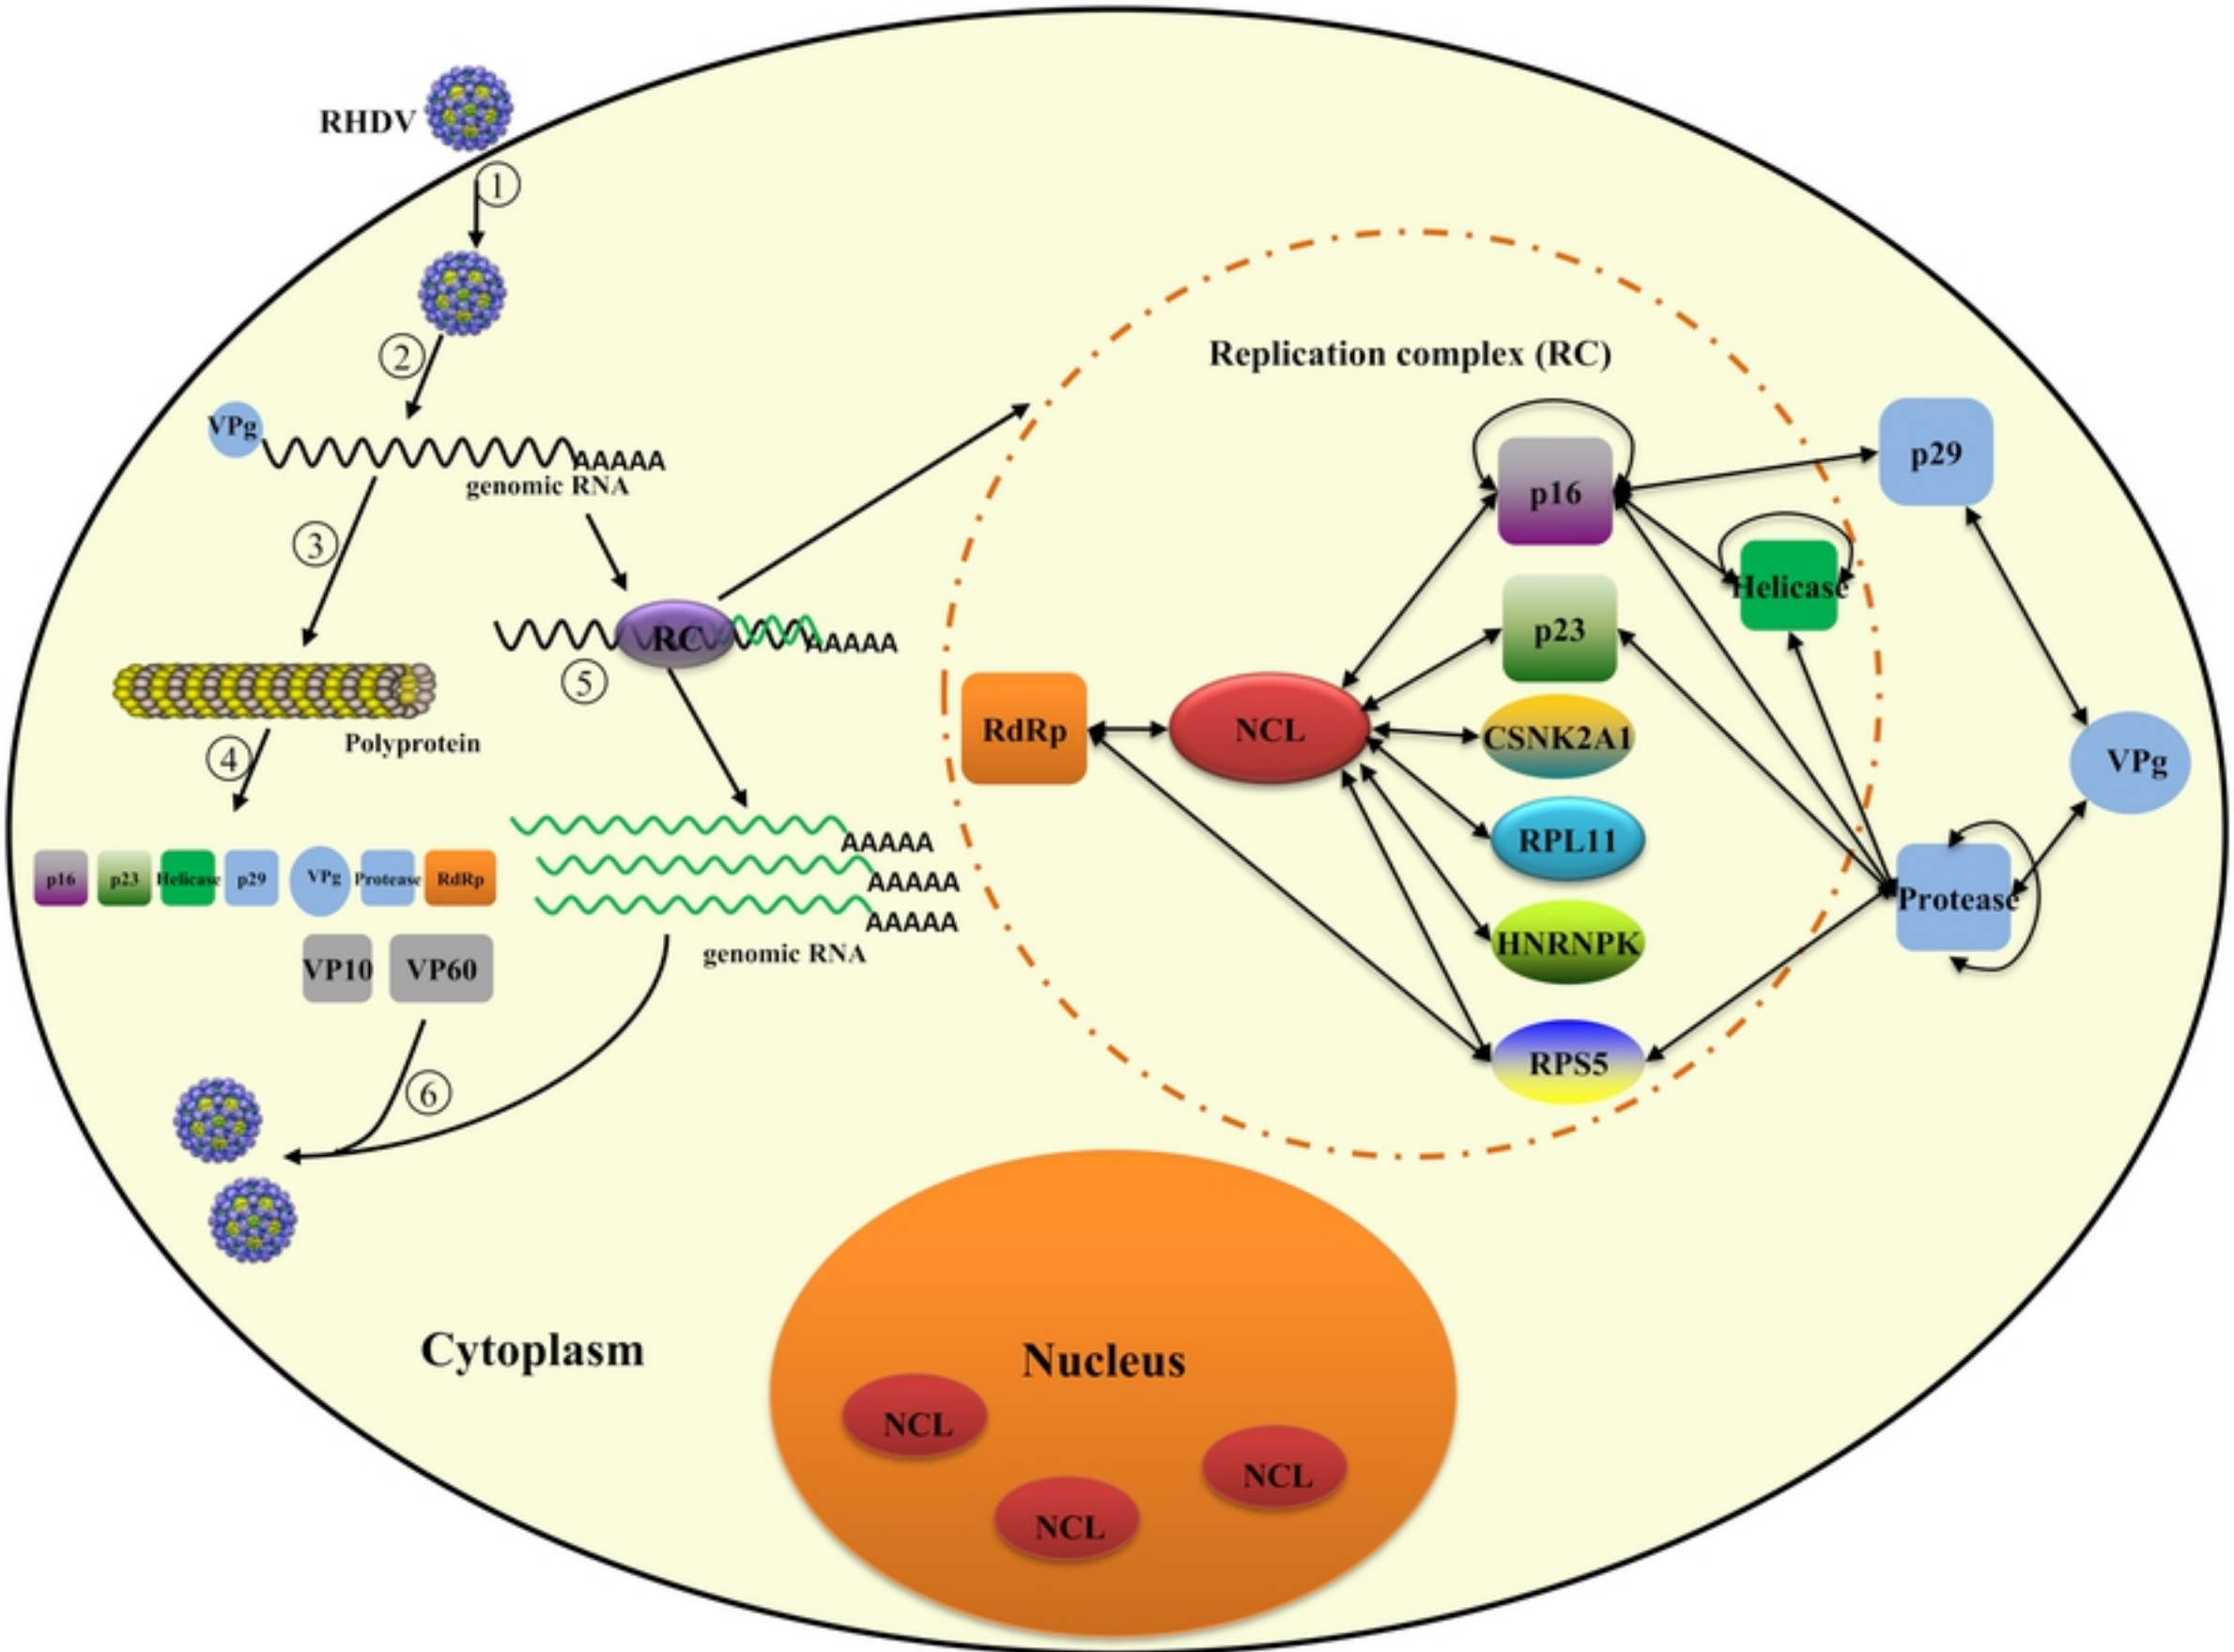 RHDV
①
②
VPg
AAAAA
genomic RNA
③
RC
AAAAA
⑤
Polyprotein
④
p16 p23 Helicase p29 VPg Protease RdRp
VP10 VP60
AAAAA
AAAAA
AAAAA
genomic RNA
⑥
Replication complex (RC)
p16
p29
Helicase
p23
RdRp
NCL
CSNK2A1
VPg
RPL11
Protease
HNRNPK
RPS5
Cytoplasm
Nucleus
NCL
NCL
NCL